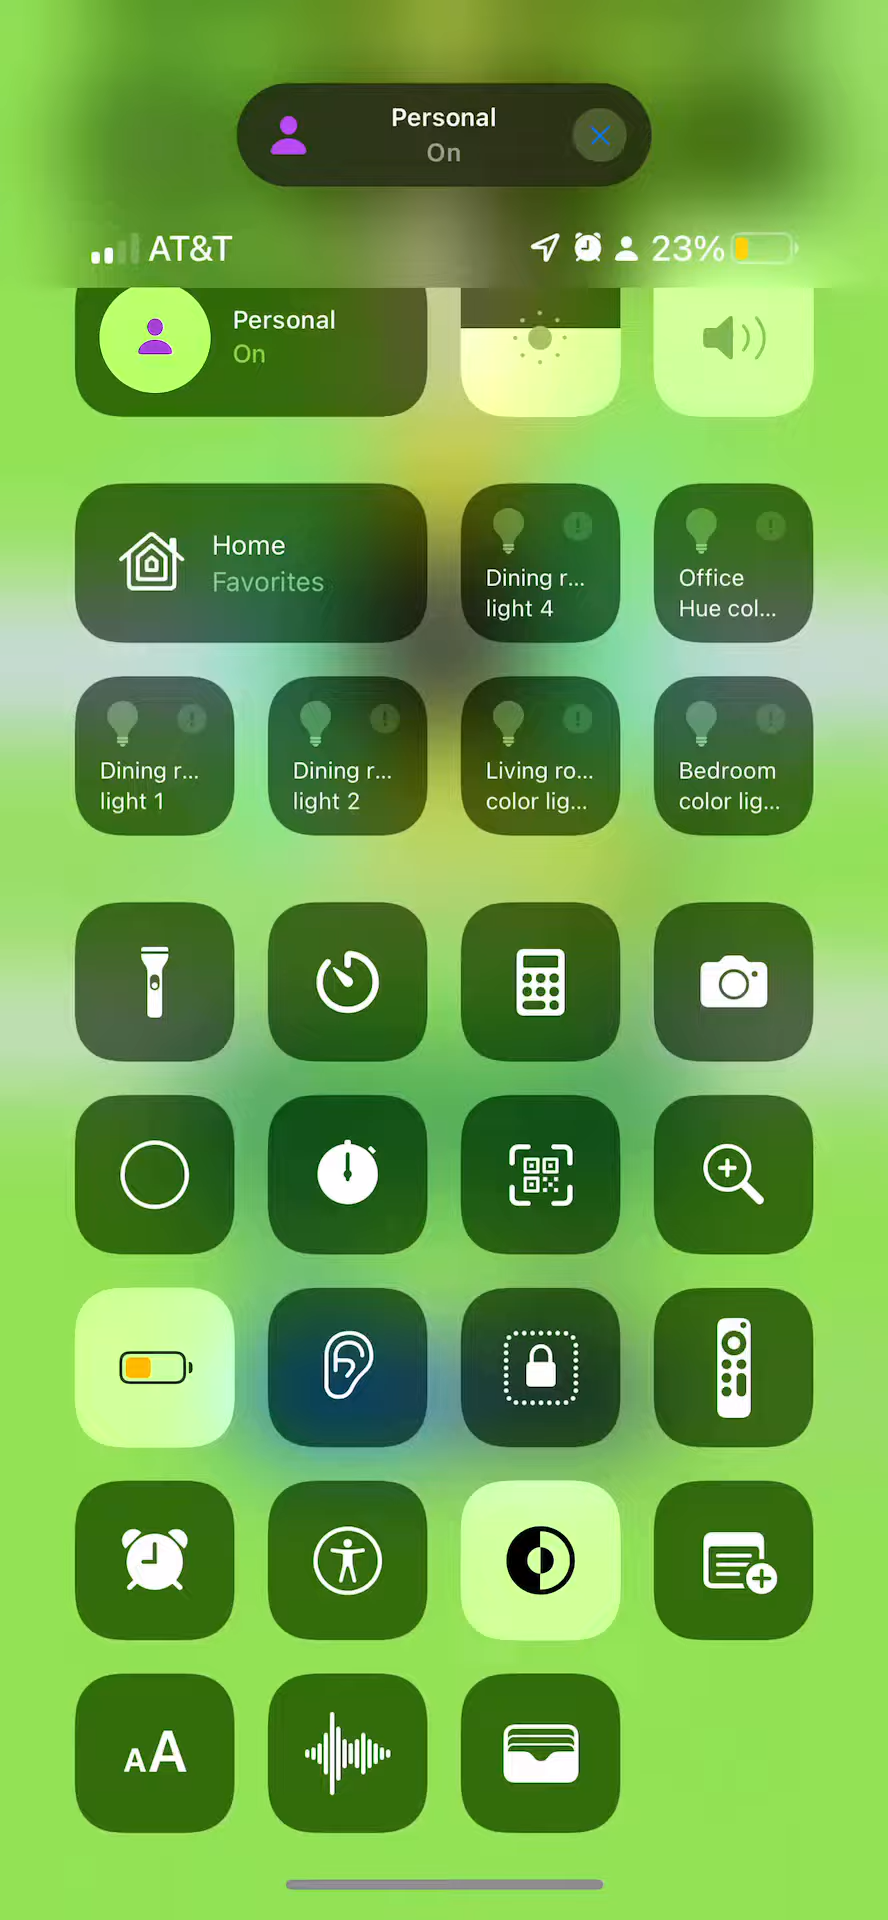 Personal
On
AT&T
23%
Personal
On
Home
Favorites
Dining r...
light 4
Office
Hue col...
Dining r...
light 1
Dining r...
light 2
Living ro...
color lig...
Bedroom
color lig...
AA